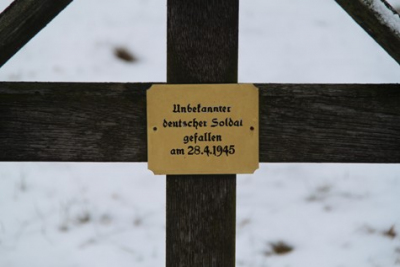 Unbekannter
deutscher Soldat
gefallen
am 28.4.1945